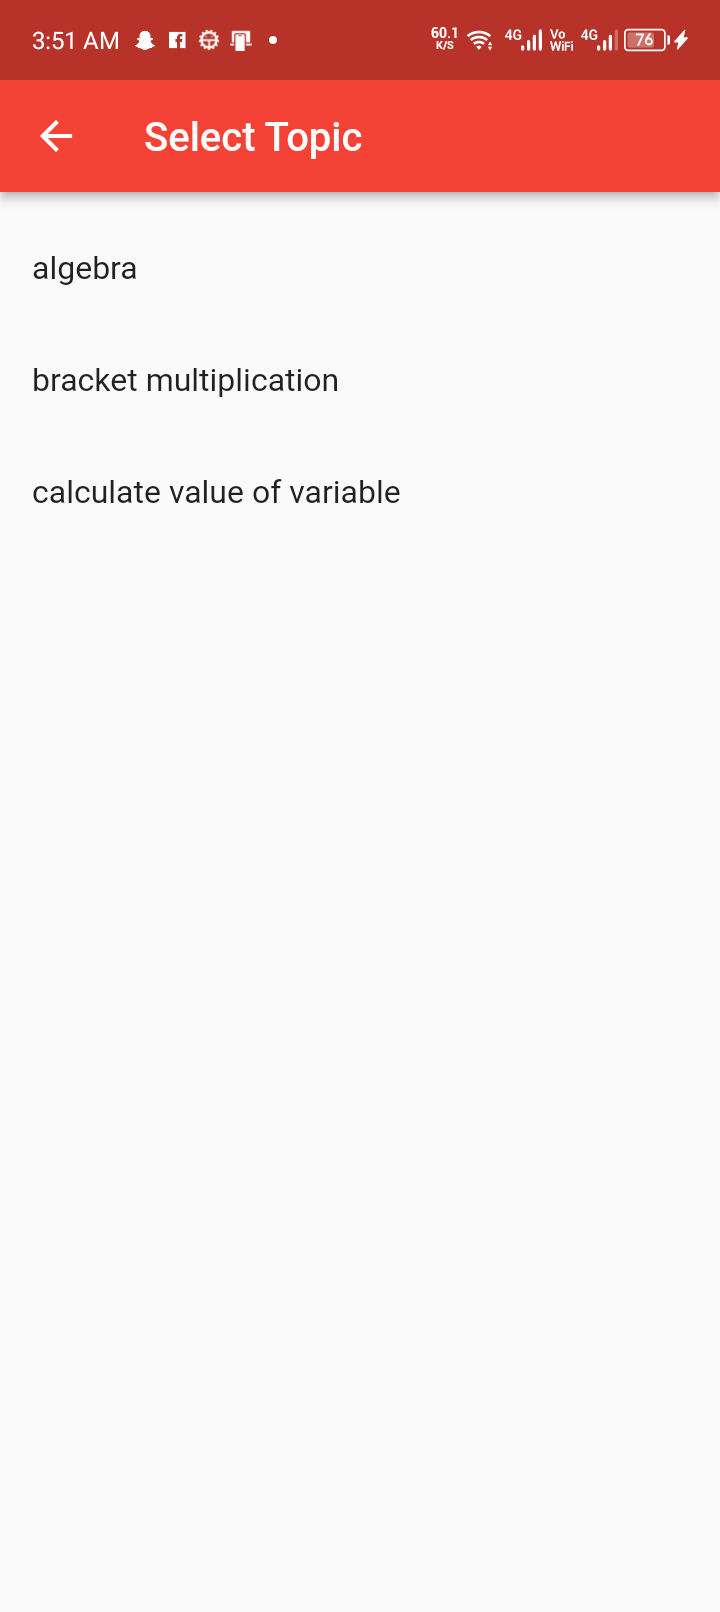 3:51 AM 60.1 K/S 4G Vo WiFi 4G 76
Select Topic
algebra
bracket multiplication
calculate value of variable